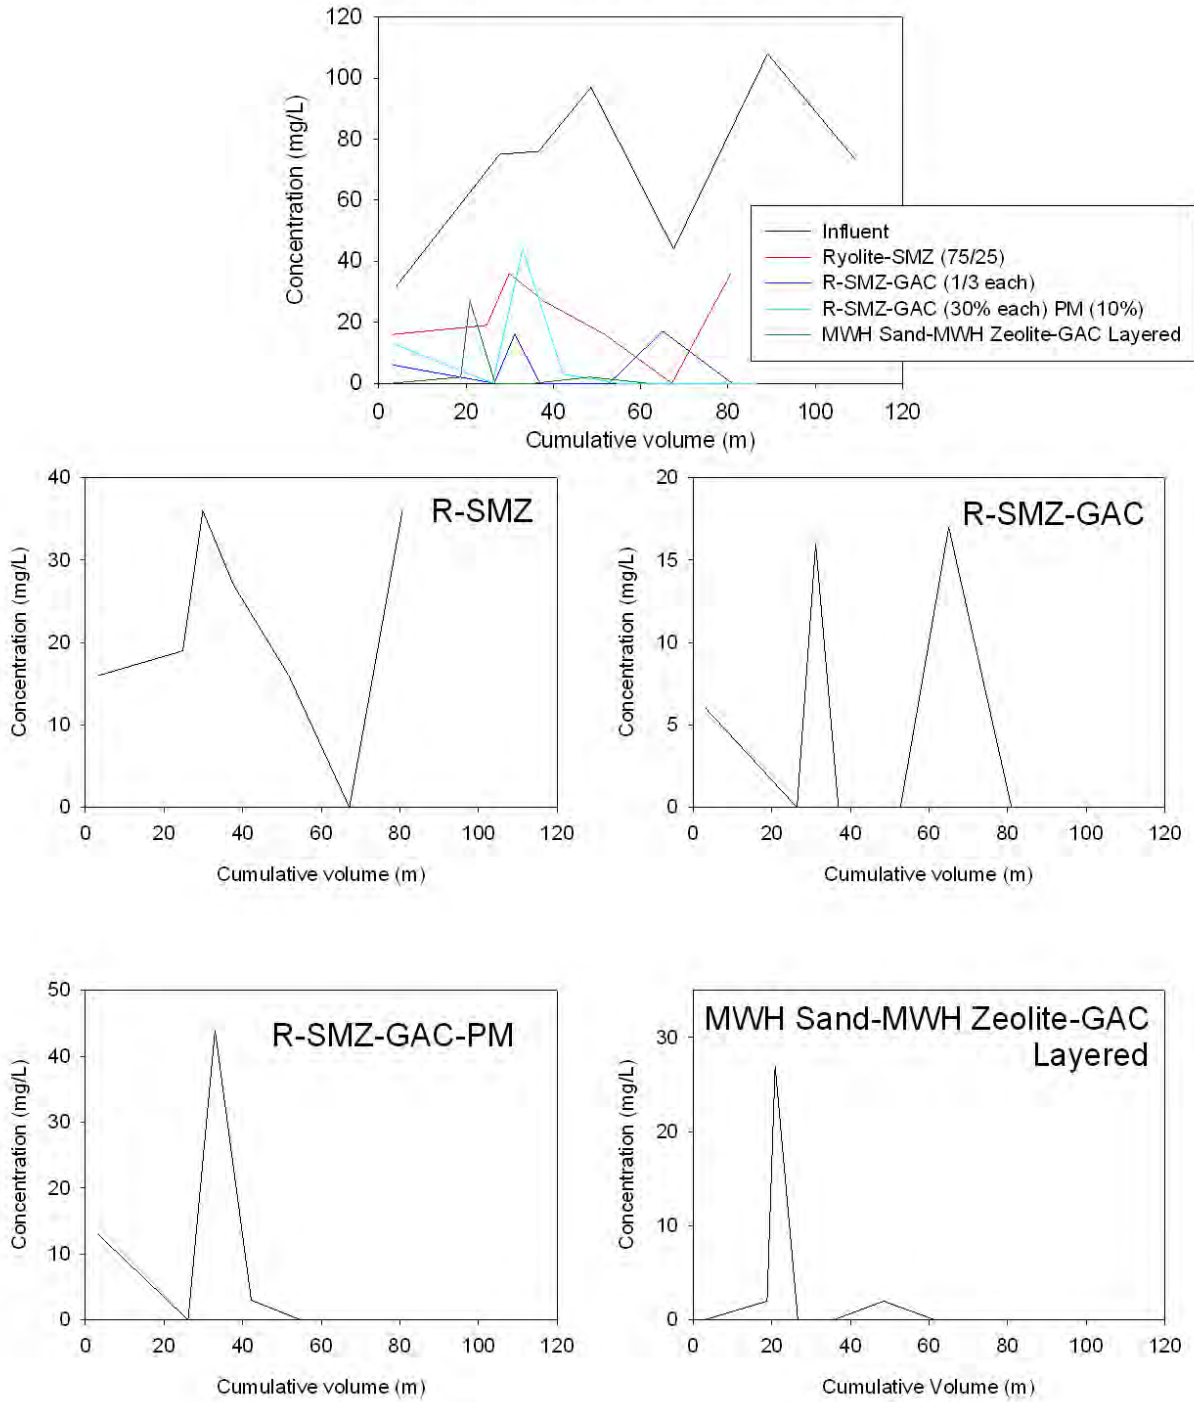 120
100
80
60
40
20
0
Concentration (mg/L)
0 20 40 60 80 100 120
Cumulative volume (m)
Influent
Ryolite-SMZ (75/25)
R-SMZ-GAC (1/3 each)
R-SMZ-GAC (30% each) PM (10%)
MWH Sand-MWH Zeolite-GAC Layered
40
30
20
10
0
Concentration (mg/L)
R-SMZ
0 20 40 60 80 100 120
Cumulative volume (m)
20
15
10
5
0
Concentration (mg/L)
R-SMZ-GAC
0 20 40 60 80 100 120
Cumulative volume (m)
50
40
30
20
10
0
Concentration (mg/L)
R-SMZ-GAC-PM
0 20 40 60 80 100 120
Cumulative volume (m)
30
20
10
0
Concentration (mg/L)
MWH Sand-MWH Zeolite-GAC
Layered
0 20 40 60 80 100 120
Cumulative Volume (m)